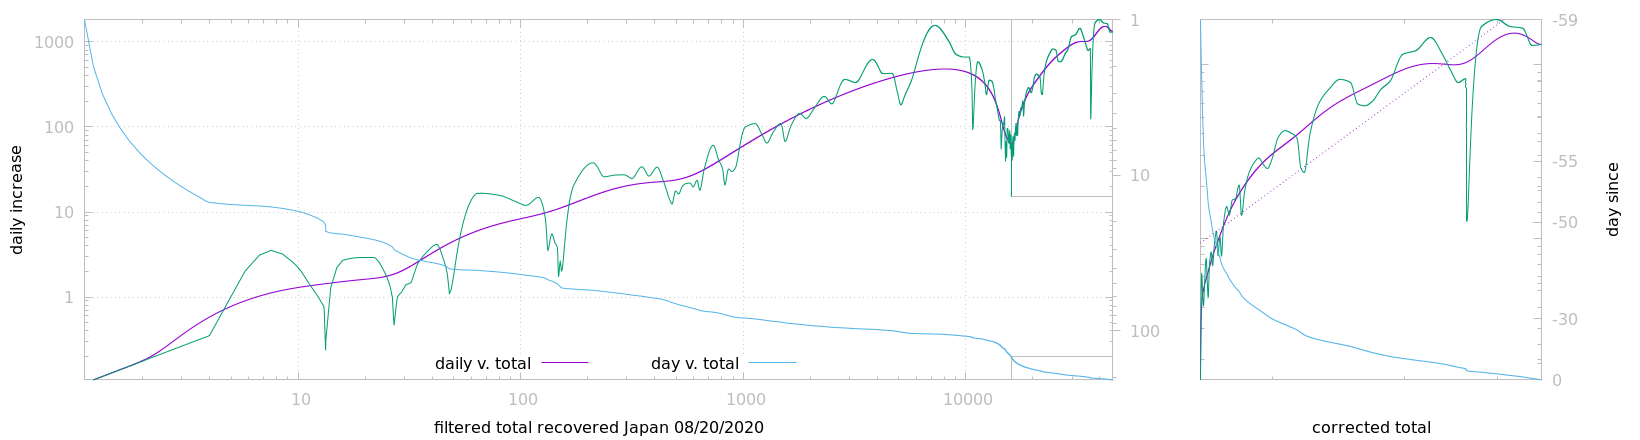 daily increase
1000
100
10
1
10
100
1000
10000
filtered total recovered Japan 08/20/2020
daily v. total
day v. total
1
10
100
-59
-55
-50
-30
0
day since
corrected total